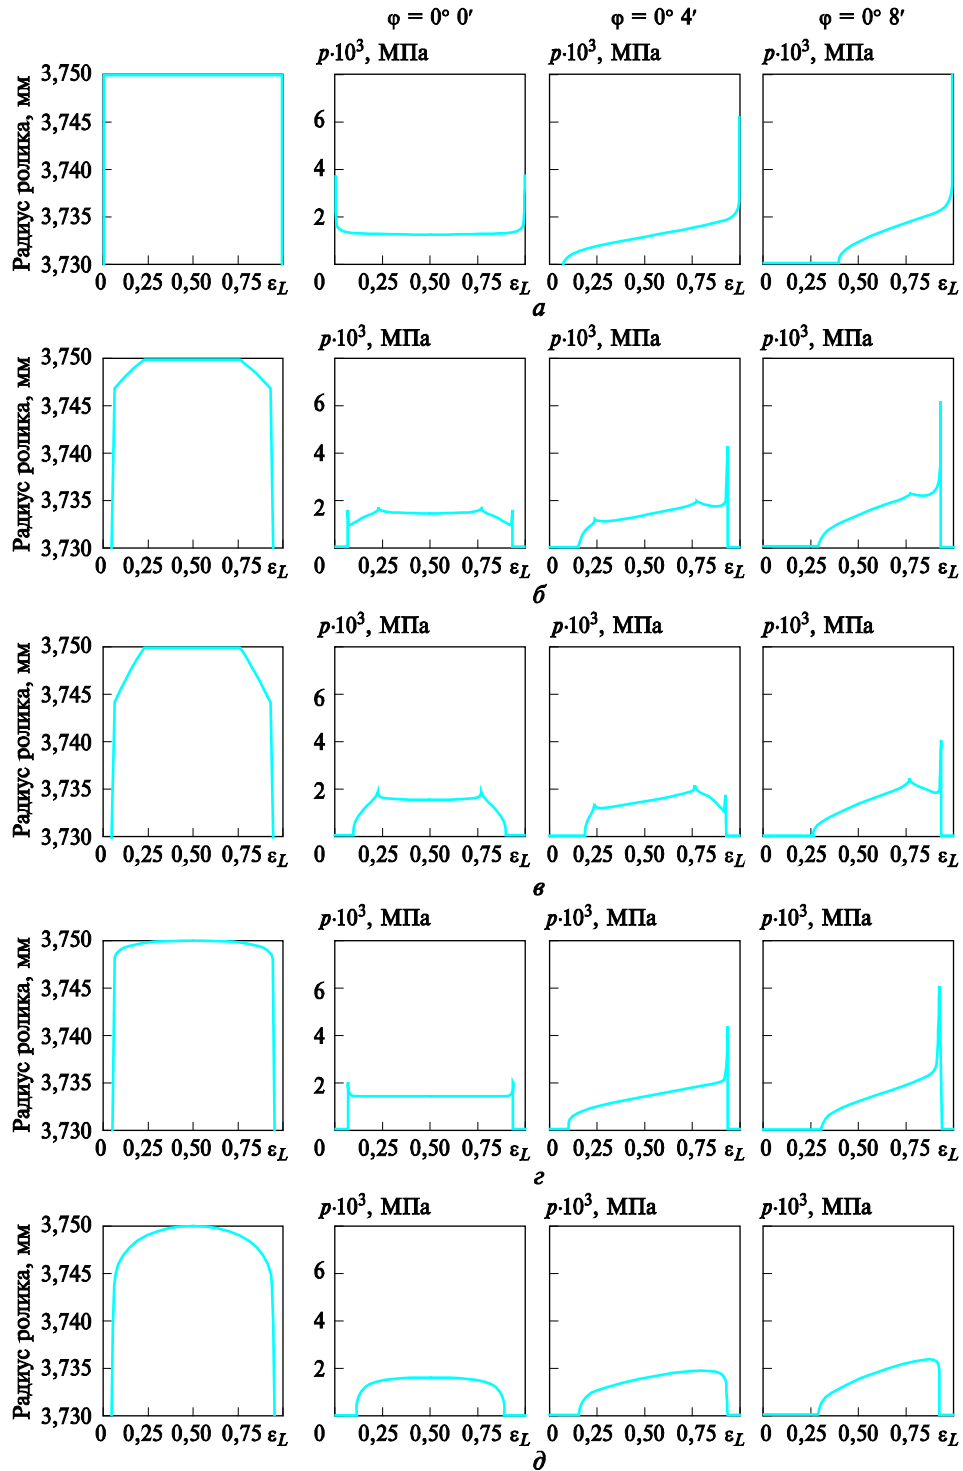 φ = 0° 0′ φ = 0° 4′ φ = 0° 8′
p·10³, МПа p·10³, МПа p·10³, МПа
Радиус ролика, мм
3,750
3,745 6
3,740 4
3,735 2
3,730 0
0 0,25 0,50 0,75 εL 0,25 0,50 0,75 εL 0 0,25 0,50 0,75 εL 0 0,25 0,50 0,75 εL
а
p·10³, МПа p·10³, МПа p·10³, МПа
Радиус ролика, мм
3,750
3,745 6
3,740 4
3,735 2
3,730 0
0 0,25 0,50 0,75 εL 0,25 0,50 0,75 εL 0 0,25 0,50 0,75 εL 0 0,25 0,50 0,75 εL
б
p·10³, МПа p·10³, МПа p·10³, МПа
Радиус ролика, мм
3,750
3,745 6
3,740 4
3,735 2
3,730 0
0 0,25 0,50 0,75 εL 0,25 0,50 0,75 εL 0 0,25 0,50 0,75 εL 0 0,25 0,50 0,75 εL
в
p·10³, МПа p·10³, МПа p·10³, МПа
Радиус ролика, мм
3,750
3,745 6
3,740 4
3,735 2
3,730 0
0 0,25 0,50 0,75 εL 0,25 0,50 0,75 εL 0 0,25 0,50 0,75 εL 0 0,25 0,50 0,75 εL
г
p·10³, МПа p·10³, МПа p·10³, МПа
Радиус ролика, мм
3,750
3,745 6
3,740 4
3,735 2
3,730 0
0 0,25 0,50 0,75 εL 0,25 0,50 0,75 εL 0 0,25 0,50 0,75 εL 0 0,25 0,50 0,75 εL
д